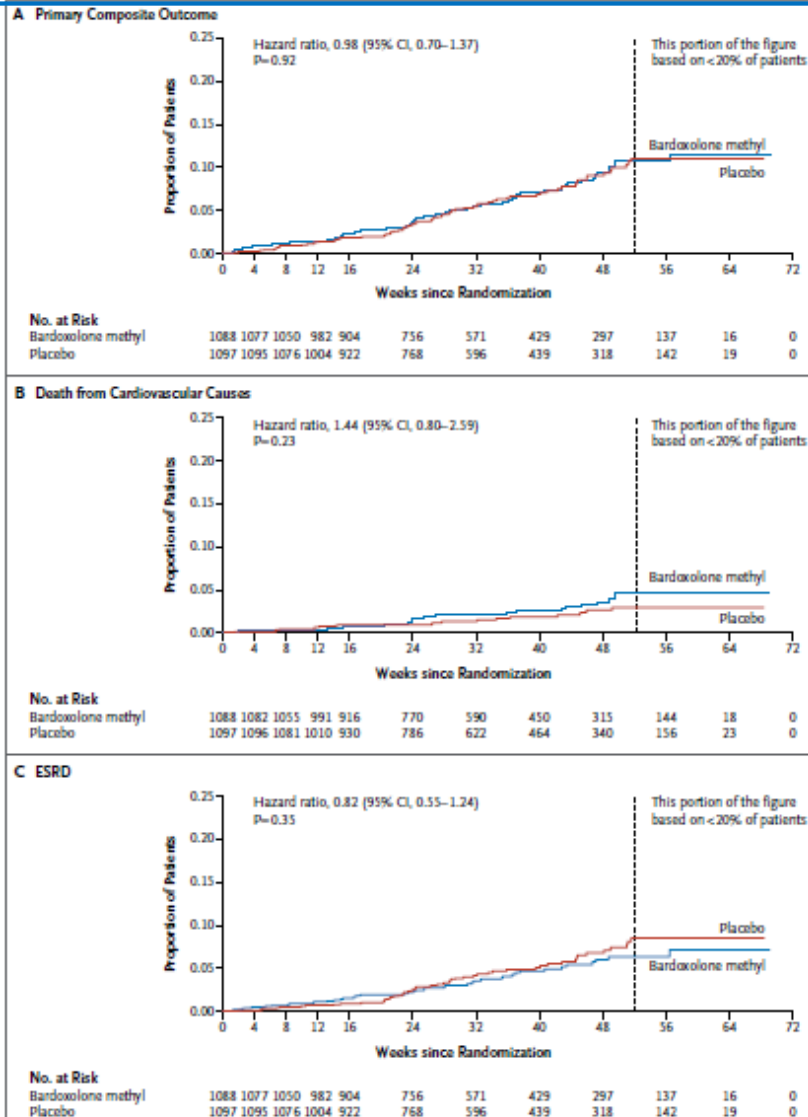 A Primary Composite Outcome
0.25
0.20
0.15
0.10
0.05
0.00
Proportion of Patients
Hazard ratio, 0.98 (95% CI, 0.70–1.37)
P=0.92
This portion of the figure
based on <20% of patients
Bardoxolone methyl
Placebo
0 4 8 12 16 24 32 40 48 56 64 72
Weeks since Randomization
No. at Risk
Bardoxolone methyl 1088 1077 1050 982 904 756 571 429 297 137 16 0
Placebo 1097 1095 1076 1004 922 768 596 439 318 142 19 0
B Death from Cardiovascular Causes
0.25
0.20
0.15
0.10
0.05
0.00
Proportion of Patients
Hazard ratio, 1.44 (95% CI, 0.80–2.59)
P=0.23
This portion of the figure
based on <20% of patients
Bardoxolone methyl
Placebo
0 4 8 12 16 24 32 40 48 56 64 72
Weeks since Randomization
No. at Risk
Bardoxolone methyl 1088 1082 1055 991 916 770 590 450 315 144 18 0
Placebo 1097 1096 1081 1010 930 786 622 464 340 156 23 0
C ESRD
0.25
0.20
0.15
0.10
0.05
0.00
Proportion of Patients
Hazard ratio, 0.82 (95% CI, 0.55–1.24)
P=0.35
This portion of the figure
based on <20% of patients
Placebo
Bardoxolone methyl
0 4 8 12 16 24 32 40 48 56 64 72
Weeks since Randomization
No. at Risk
Bardoxolone methyl 1088 1077 1050 982 904 756 571 429 297 137 16 0
Placebo 1097 1095 1076 1004 922 768 596 439 318 142 19 0